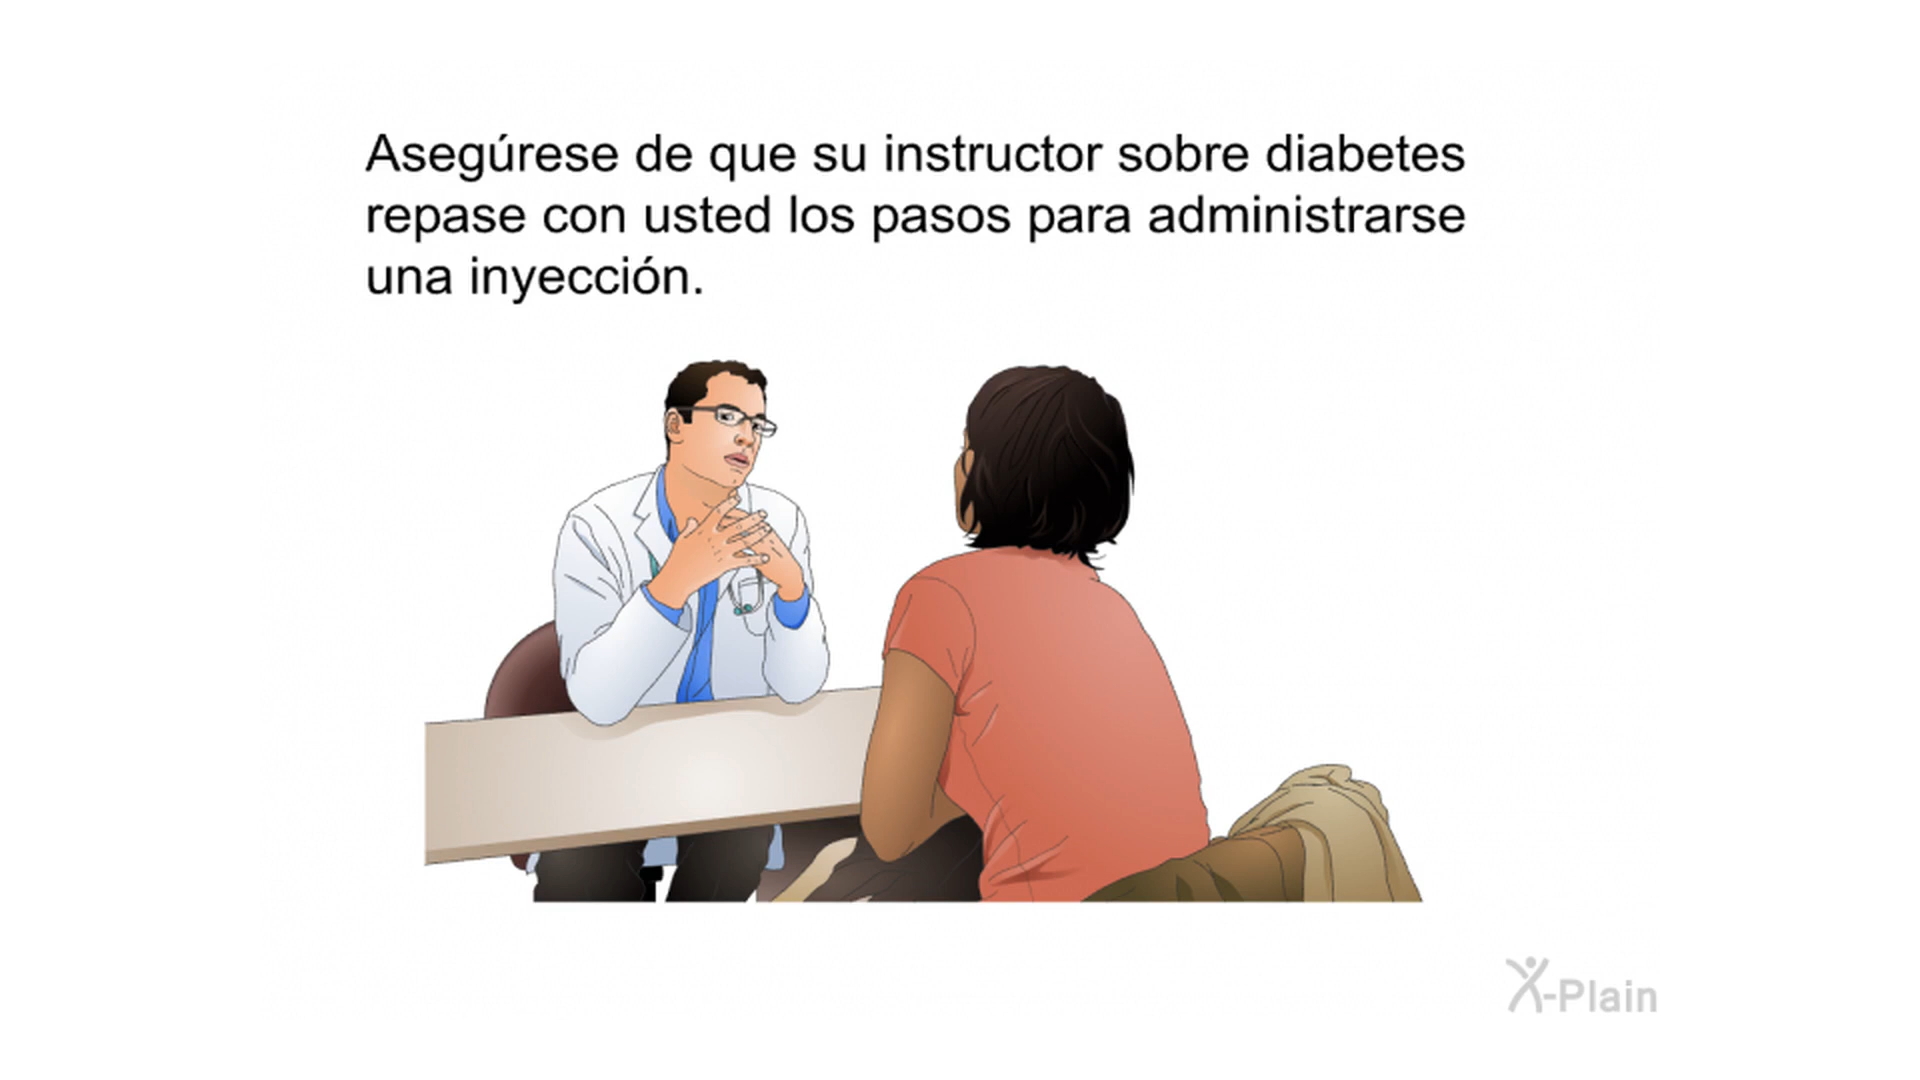 Asegúrese de que su instructor sobre diabetes
repase con usted los pasos para administrarse
una inyección.
X-Plain